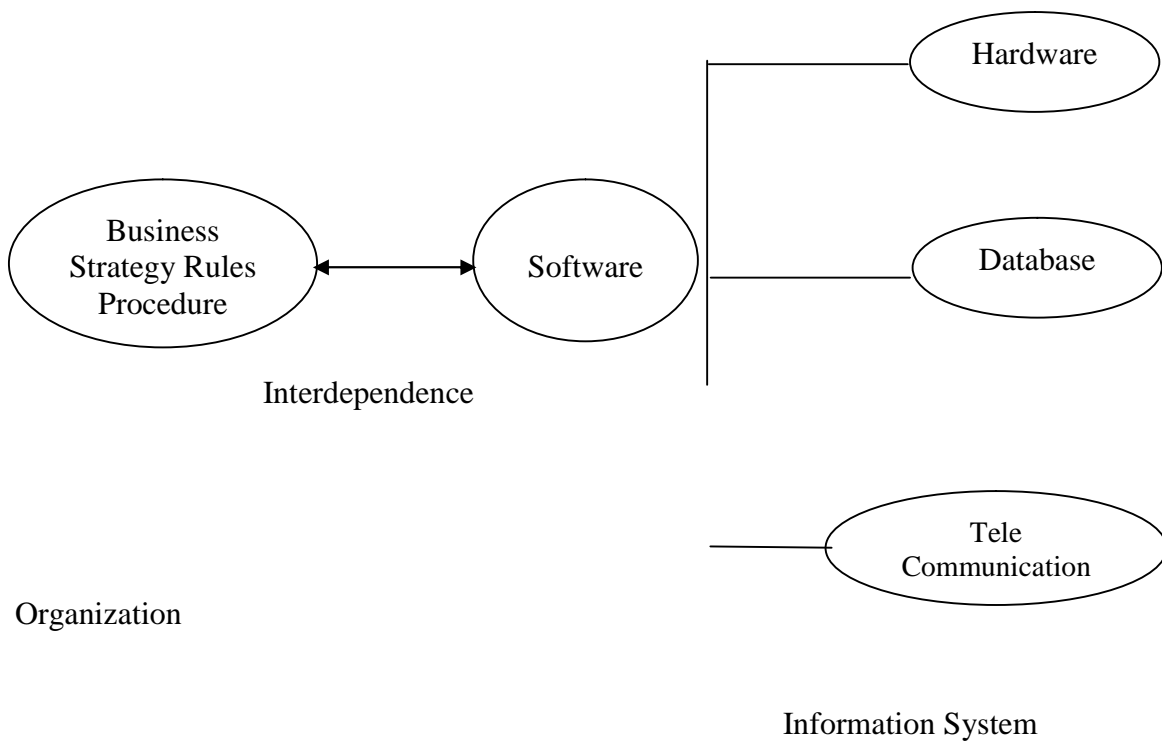 Hardware
Business
Strategy Rules
Procedure
Software
Database
Interdependence
Tele
Communication
Organization
Information System